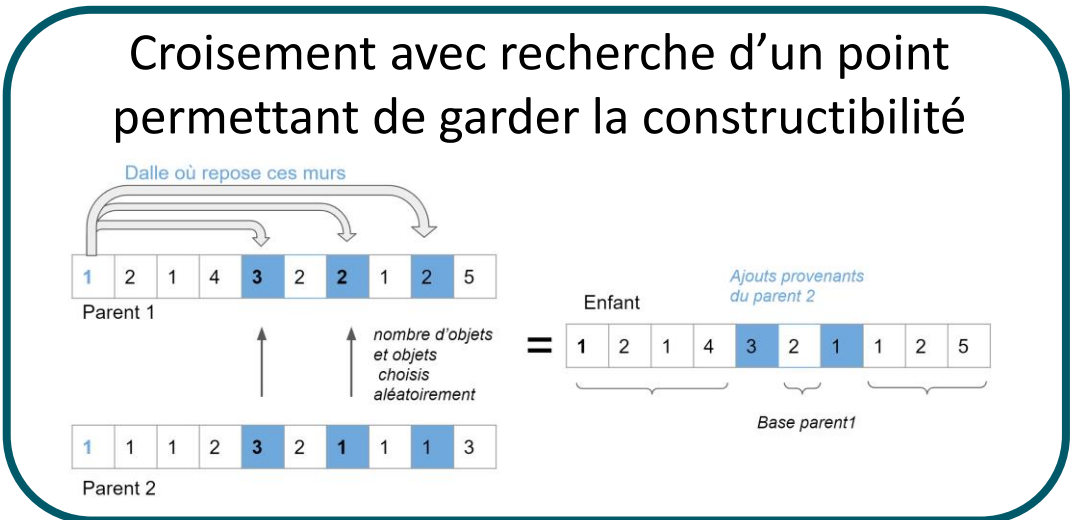 Croisement avec recherche d’un point
permettant de garder la constructibilité
Dalle où repose ces murs
1 2 1 4 3 2 2 1 2 5
Parent 1
nombre d'objets
et objets
choisis
aléatoirement
1 1 1 2 3 2 1 1 1 3
Parent 2
=
Ajouts provenants
du parent 2
Enfant
1 2 1 4 3 2 1 1 2 5
Base parent1